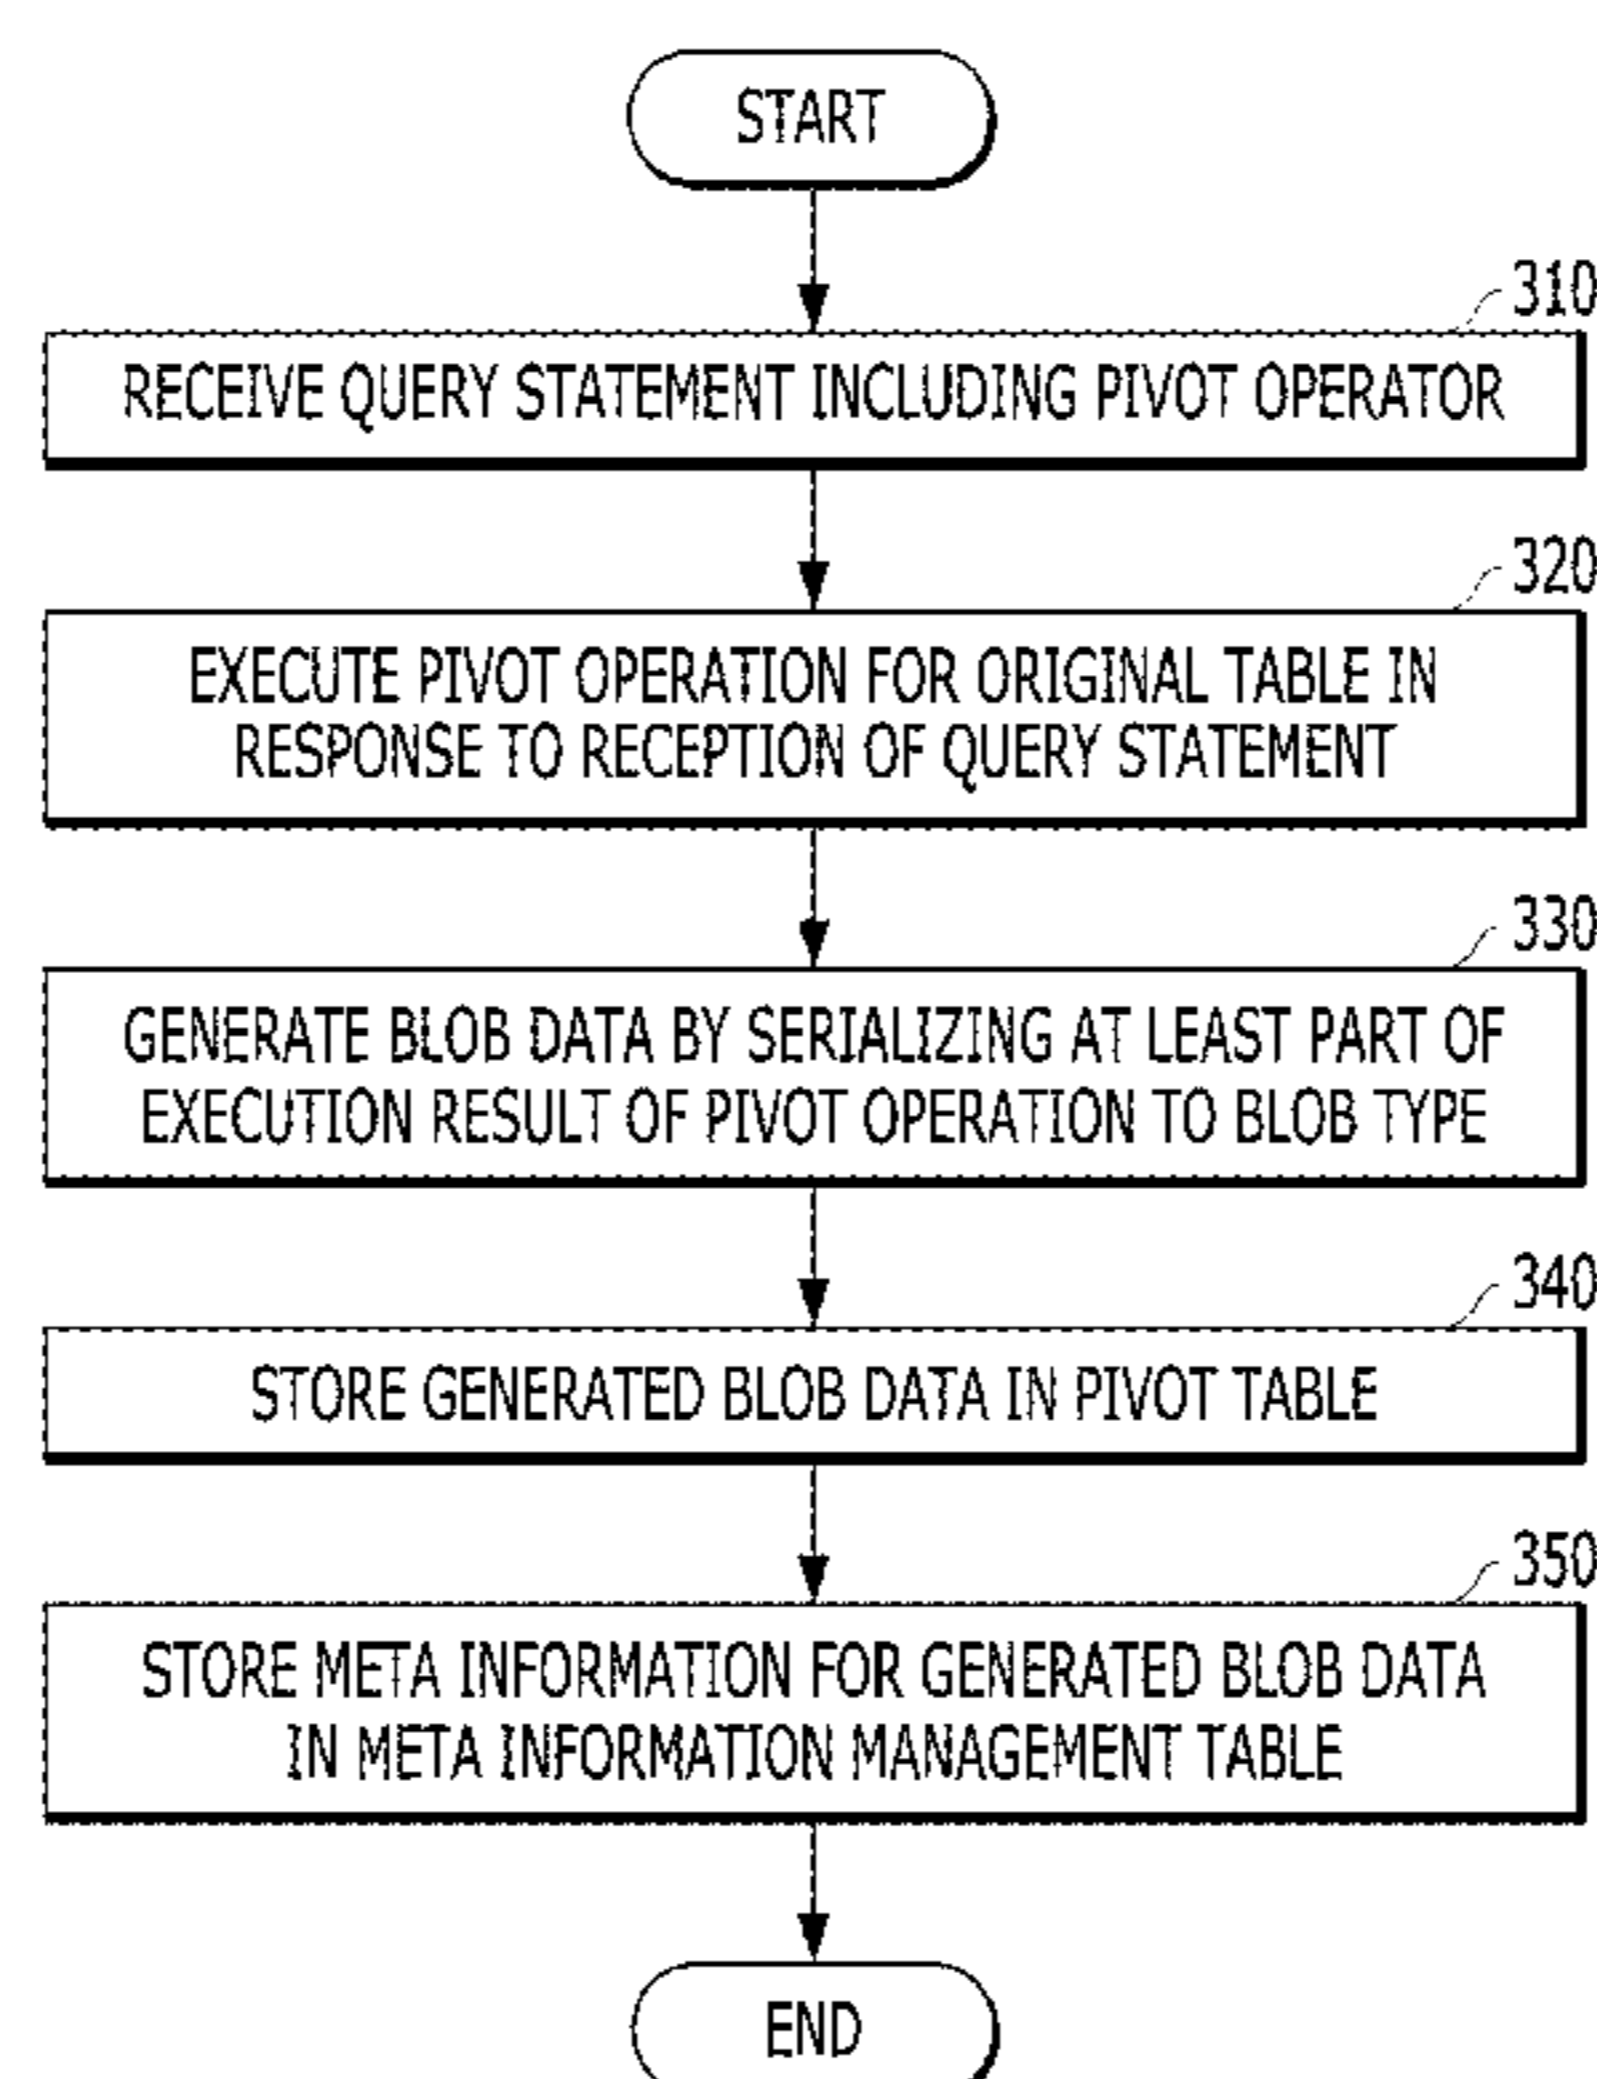 START
310
RECEIVE QUERY STATEMENT INCLUDING PIVOT OPERATOR
320
EXECUTE PIVOT OPERATION FOR ORIGINAL TABLE IN
RESPONSE TO RECEPTION OF QUERY STATEMENT
330
GENERATE BLOB DATA BY SERIALIZING AT LEAST PART OF
EXECUTION RESULT OF PIVOT OPERATION TO BLOB TYPE
340
STORE GENERATED BLOB DATA IN PIVOT TABLE
350
STORE META INFORMATION FOR GENERATED BLOB DATA
IN META INFORMATION MANAGEMENT TABLE
END